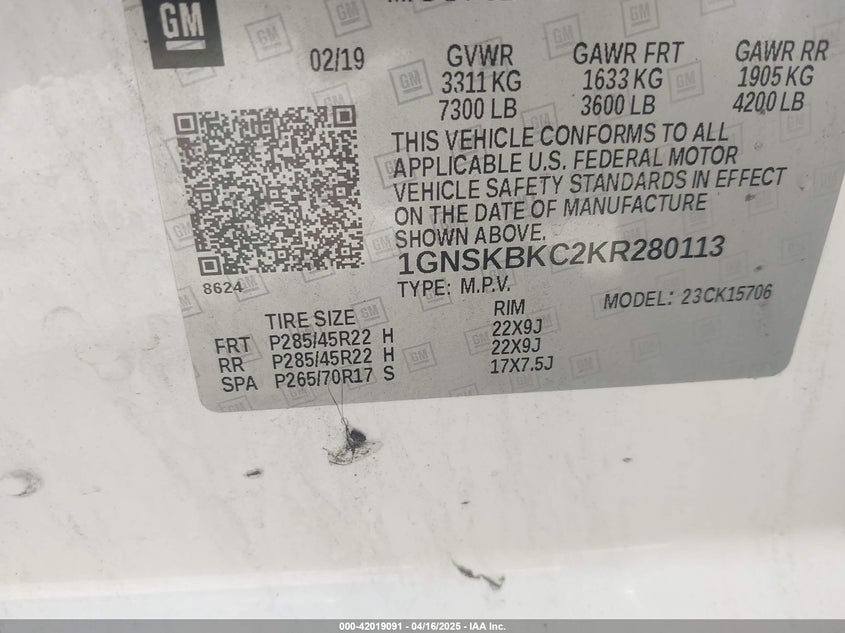 GM
02/19
GVWR GAWR FRT GAWR RR
3311 KG 1633 KG 1905 KG
7300 LB 3600 LB 4200 LB
THIS VEHICLE CONFORMS TO ALL
APPLICABLE U.S. FEDERAL MOTOR
VEHICLE SAFETY STANDARDS IN EFFECT
ON THE DATE OF MANUFACTURE
SHOWN ABOVE.
1GNSKBKC2KR280113
8624
TYPE: M.P.V. MODEL: 23CK15706
TIRE SIZE RIM
FRT P285/45R22 H 22X9J
RR P285/45R22 H 22X9J
SPA P265/70R17 S 17X7.5J
000-42019091 - 04/16/2025 - IAA Inc.